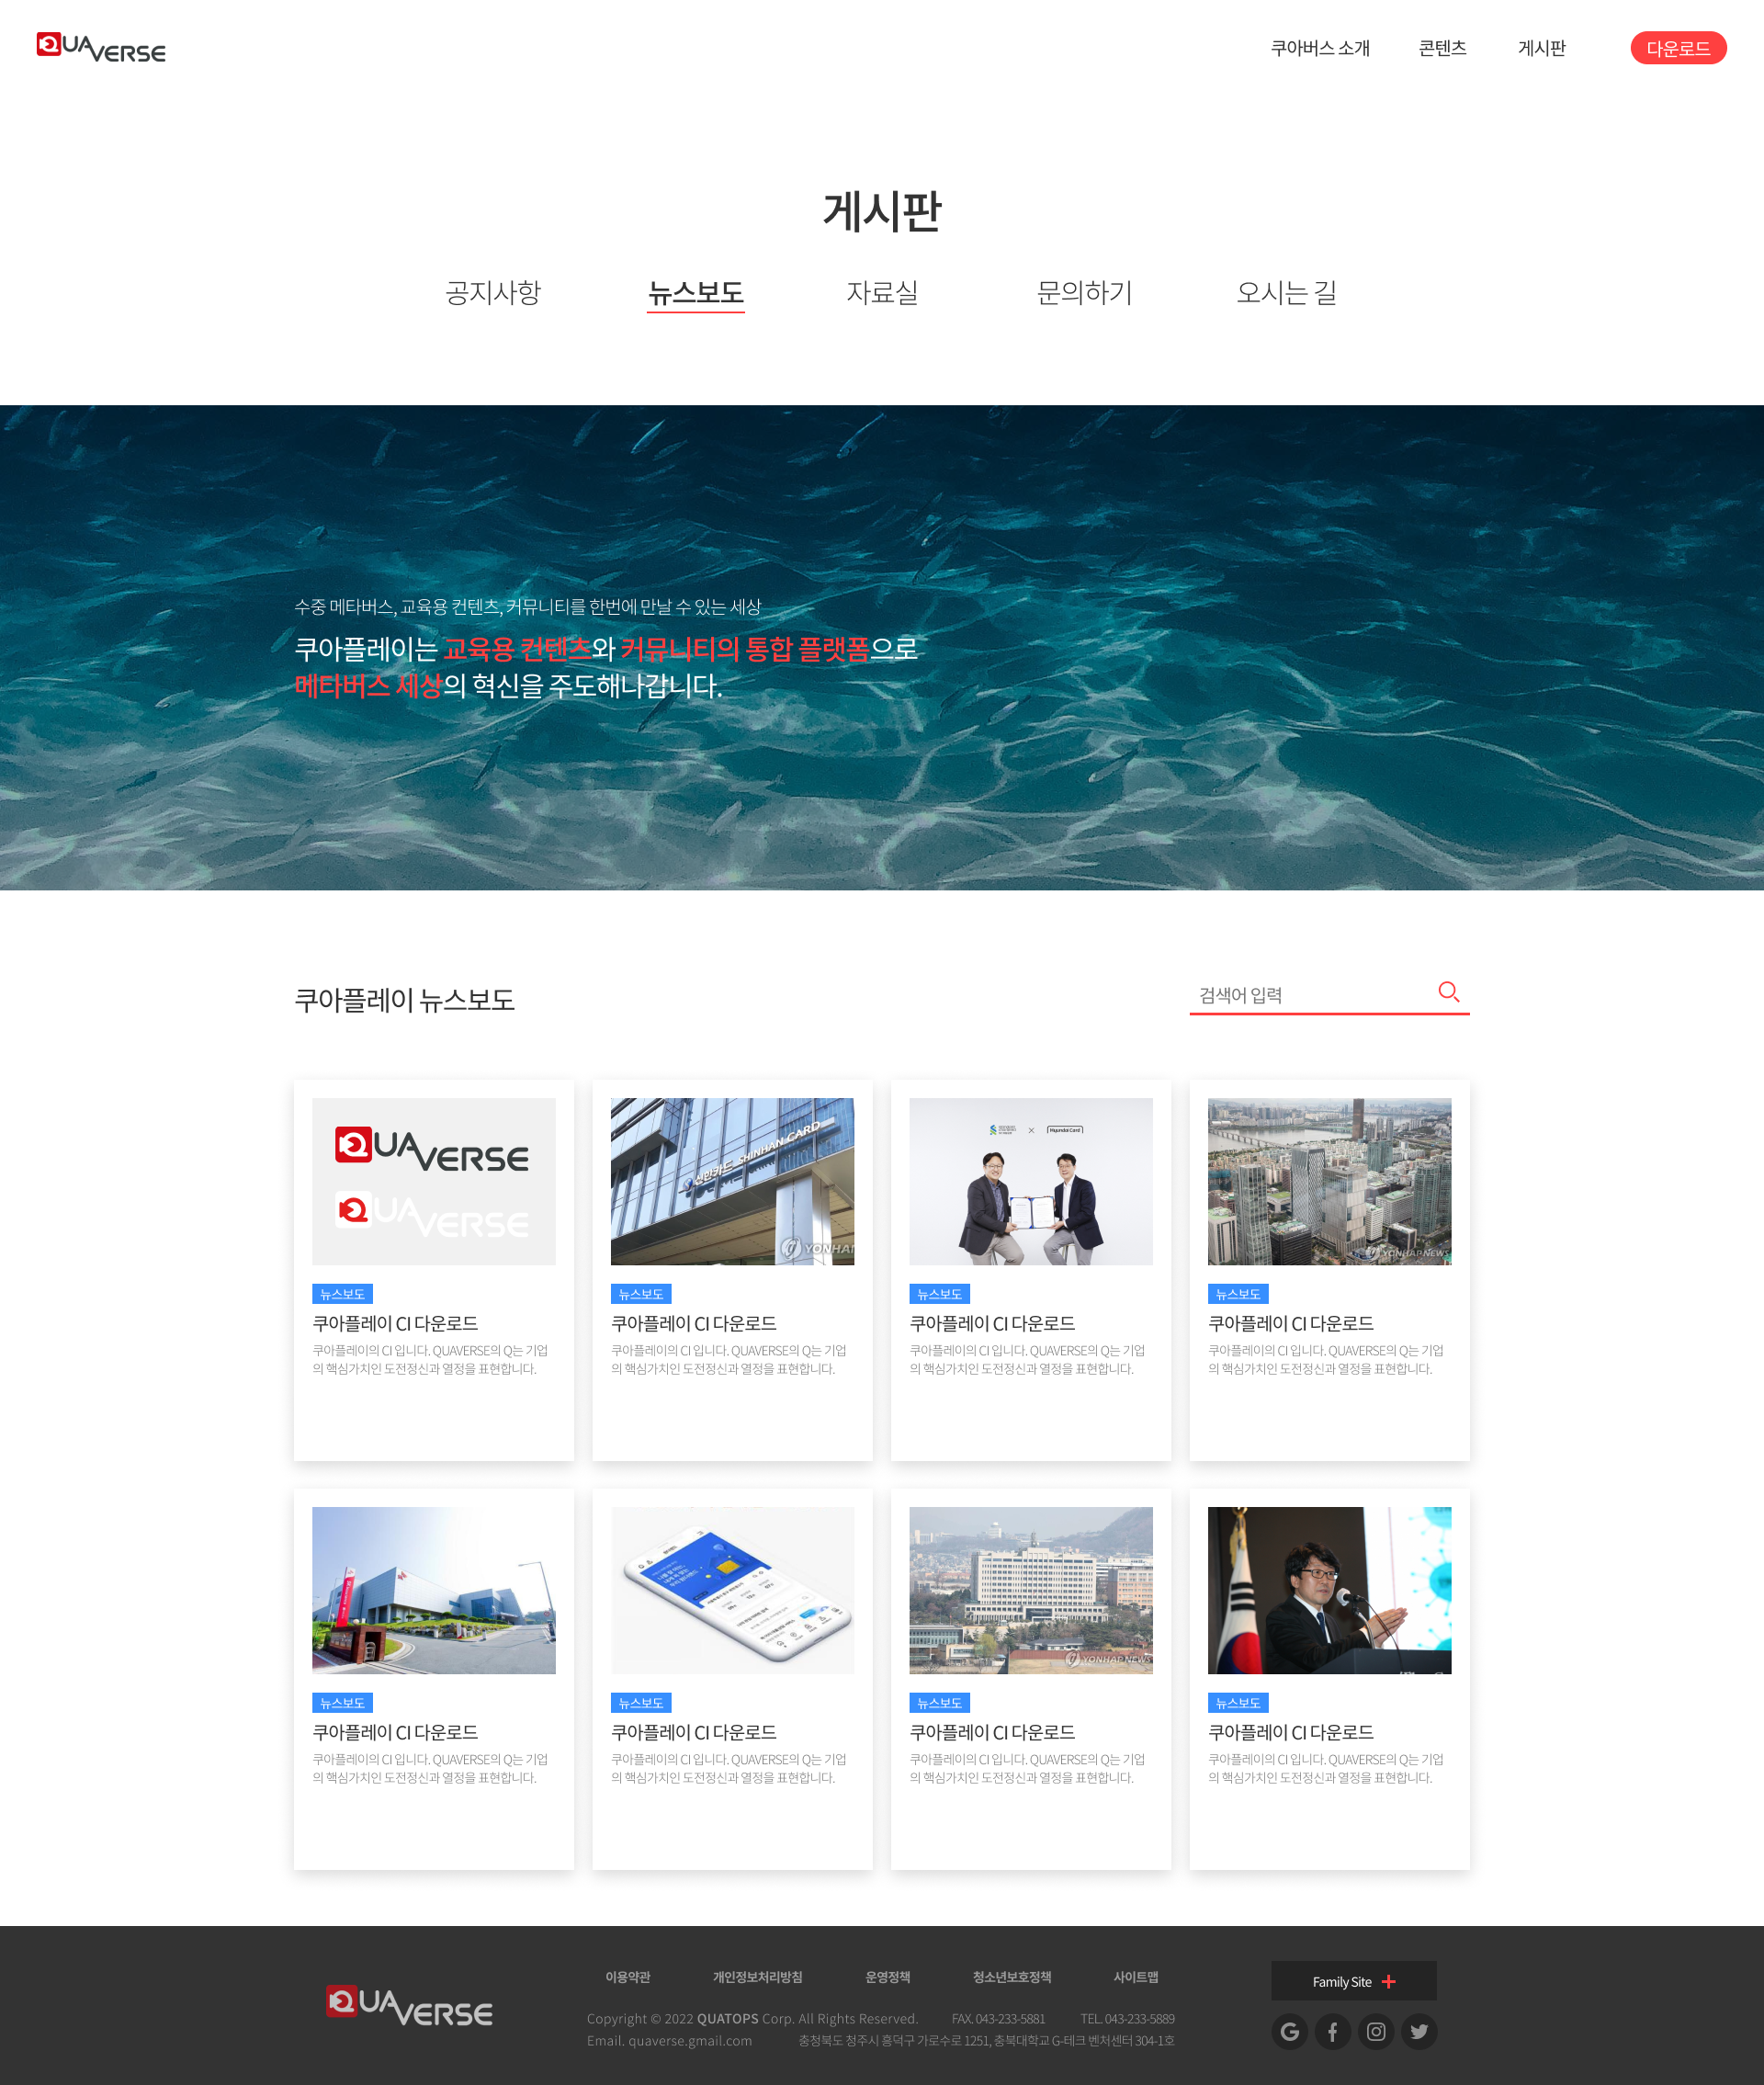 QUAVERSE
쿠아버스 소개 콘텐츠 게시판 다운로드
게시판
공지사항 뉴스보도 자료실 문의하기 오시는 길
수중 메타버스, 교육용 컨텐츠, 커뮤니티를 한번에 만날 수 있는 세상
쿠아플레이는 교육용 컨텐츠와 커뮤니티의 통합 플랫폼으로
메타버스 세상의 혁신을 주도해나갑니다.
쿠아플레이 뉴스보도
검색어 입력
QUAVERSE
QUAVERSE
뉴스보도
쿠아플레이 CI 다운로드
쿠아플레이의 CI 입니다. QUAVERSE의 Q는 기업
의 핵심가치인 도전정신과 열정을 표현합니다.
신한카드 SHINHAN CARD
YONHAP
뉴스보도
쿠아플레이 CI 다운로드
쿠아플레이의 CI 입니다. QUAVERSE의 Q는 기업
의 핵심가치인 도전정신과 열정을 표현합니다.
× Hyundai Card
뉴스보도
쿠아플레이 CI 다운로드
쿠아플레이의 CI 입니다. QUAVERSE의 Q는 기업
의 핵심가치인 도전정신과 열정을 표현합니다.
YONHAP NEWS
뉴스보도
쿠아플레이 CI 다운로드
쿠아플레이의 CI 입니다. QUAVERSE의 Q는 기업
의 핵심가치인 도전정신과 열정을 표현합니다.
뉴스보도
쿠아플레이 CI 다운로드
쿠아플레이의 CI 입니다. QUAVERSE의 Q는 기업
의 핵심가치인 도전정신과 열정을 표현합니다.
뉴스보도
쿠아플레이 CI 다운로드
쿠아플레이의 CI 입니다. QUAVERSE의 Q는 기업
의 핵심가치인 도전정신과 열정을 표현합니다.
YONHAP NEWS
뉴스보도
쿠아플레이 CI 다운로드
쿠아플레이의 CI 입니다. QUAVERSE의 Q는 기업
의 핵심가치인 도전정신과 열정을 표현합니다.
뉴스보도
쿠아플레이 CI 다운로드
쿠아플레이의 CI 입니다. QUAVERSE의 Q는 기업
의 핵심가치인 도전정신과 열정을 표현합니다.
QUAVERSE
이용약관 개인정보처리방침 운영정책 청소년보호정책 사이트맵
Copyright © 2022 QUATOPS Corp. All Rights Reserved. FAX. 043-233-5881 TEL. 043-233-5889
Email. quaverse.gmail.com 충청북도 청주시 흥덕구 가로수로 1251, 충북대학교 G-테크 벤처센터 304-1호
Family Site +